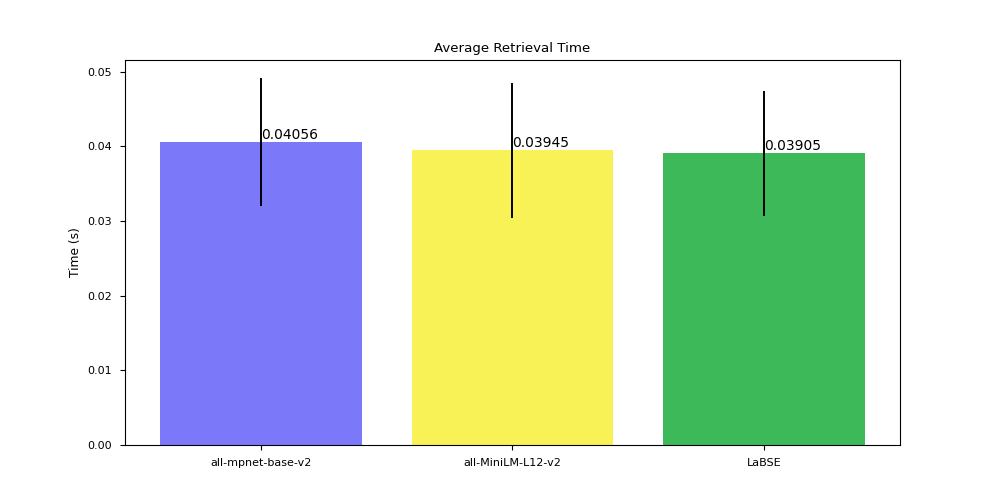 Average Retrieval Time
Time (s)
0.05
0.04
0.03
0.02
0.01
0.00
0.04056
0.03945
0.03905
all-mpnet-base-v2
all-MiniLM-L12-v2
LaBSE